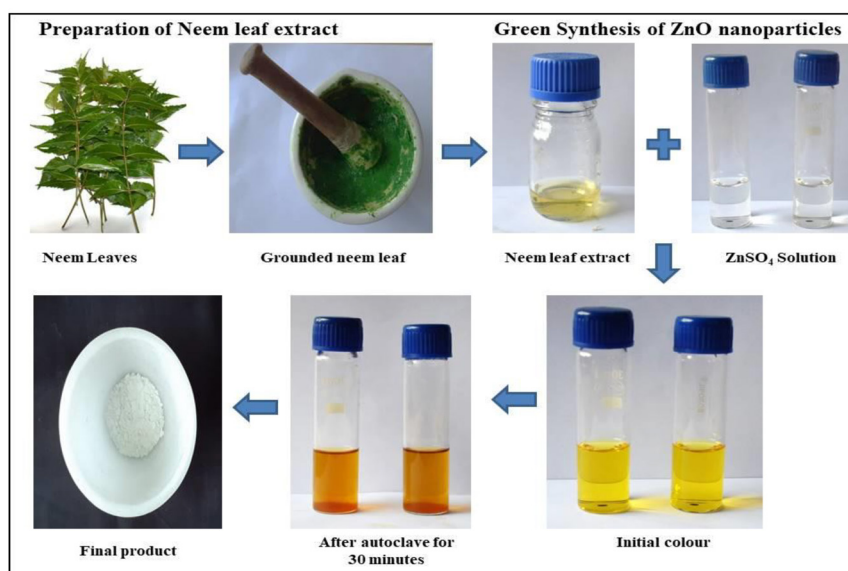 Preparation of Neem leaf extract
Green Synthesis of ZnO nanoparticles
Neem Leaves
Grounded neem leaf
Neem leaf extract
ZnSO₄ Solution
Final product
After autoclave for
30 minutes
Initial colour